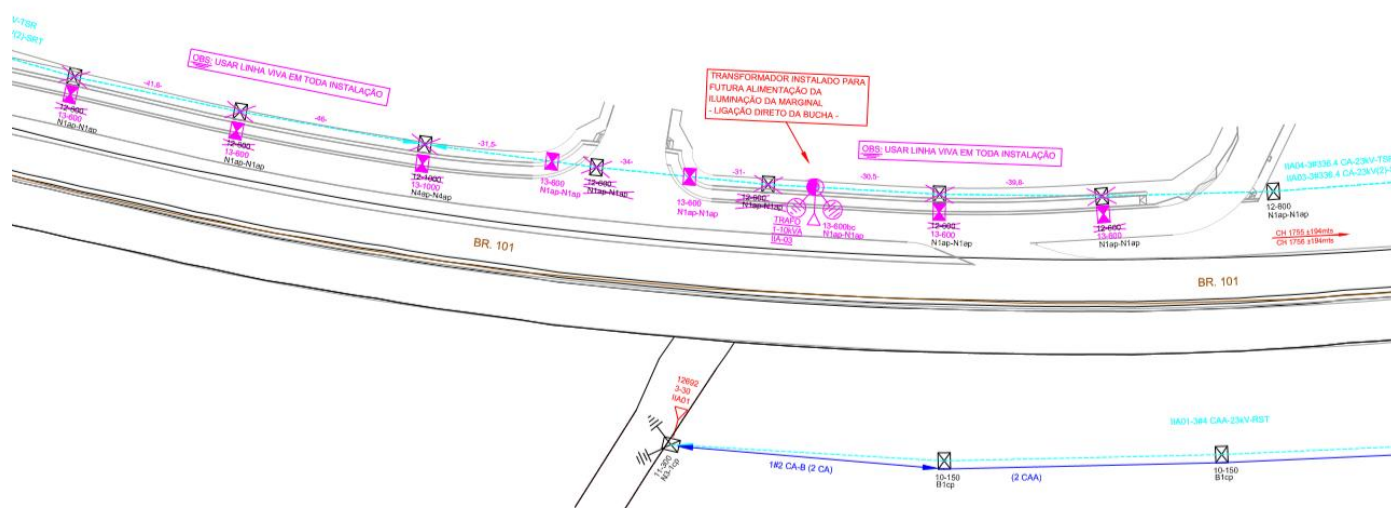 V-TSR
(2)-SRT
OBS: USAR LINHA VIVA EM TODA INSTALAÇÃO
-41,6-
12-600
13-600
N1ap-N1ap
-46-
12-600
13-600
N1ap-N1ap
-31,5-
12-1000
13-1000
N4ap-N4ap
13-600
N1ap-N1ap
-34-
12-600
N1ap-N1ap
TRANSFORMADOR INSTALADO PARA
FUTURA ALIMENTAÇÃO DA
ILUMINAÇÃO DA MARGINAL
- LIGAÇÃO DIRETO DA BUCHA -
OBS: USAR LINHA VIVA EM TODA INSTALAÇÃO
13-600
N1ap-N1ap
-31-
12-600
N1ap-N1ap
TRAFO
1-10kVA
IIA-03
13-600bc
N1ap-N1ap
-30,5-
12-600
13-600
N1ap-N1ap
-39,6-
12-600
13-600
N1ap-N1ap
IIA04-3#336.4 CA-23kV-TSR
IIA03-3#336.4 CA-23kV(2)-
12-600
N1ap-N1ap
CH 1755 ±194mts
CH 1756 ±194mts
BR. 101
BR. 101
12692
3-30
IIA01
11-300
N3-1cp
1#2 CA-B (2 CA)
10-150
B1cp
(2 CAA)
IIA01-3#4 CAA-23kV-RST
10-150
B1cp